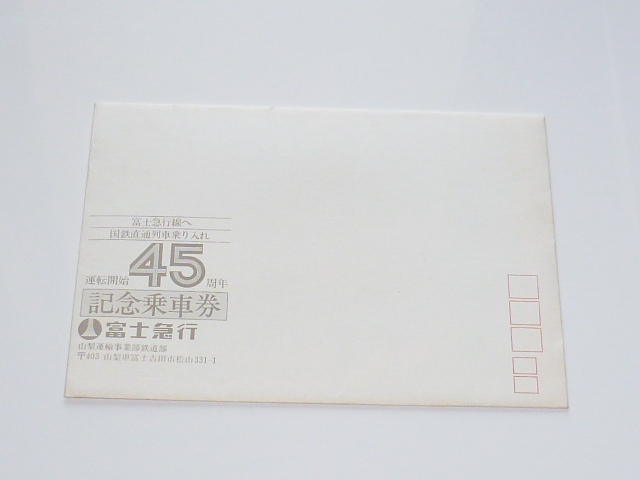 富士急行線へ
国鉄直通列車乗り入れ
運転開始 45 周年
記念乗車券
富士急行
山梨運輸事業部鉄道部
〒403 山梨県富士吉田市松山331-1